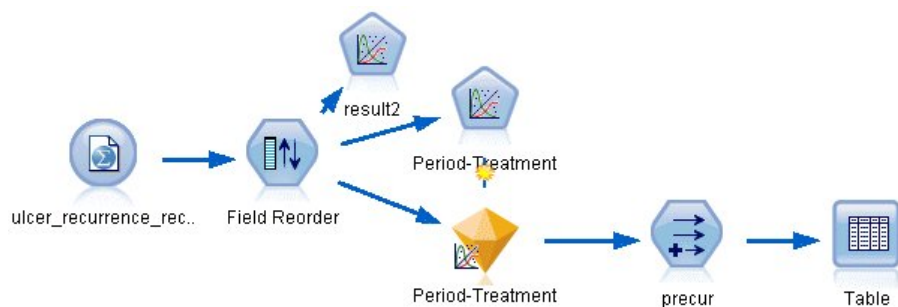 result2
Period-Treatment
ulcer_recurrence_rec..
Field Reorder
Period-Treatment
precur
Table